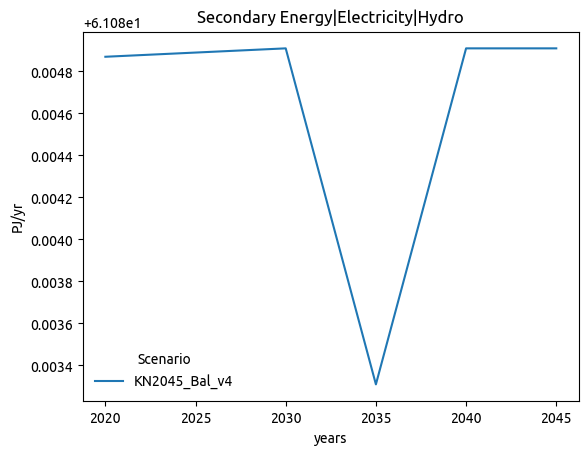 Secondary Energy|Electricity|Hydro
+6.108e1
0.0048
0.0046
0.0044
0.0042
0.0040
0.0038
0.0036
0.0034
PJ/yr
Scenario
KN2045_Bal_v4
2020 2025 2030 2035 2040 2045
years